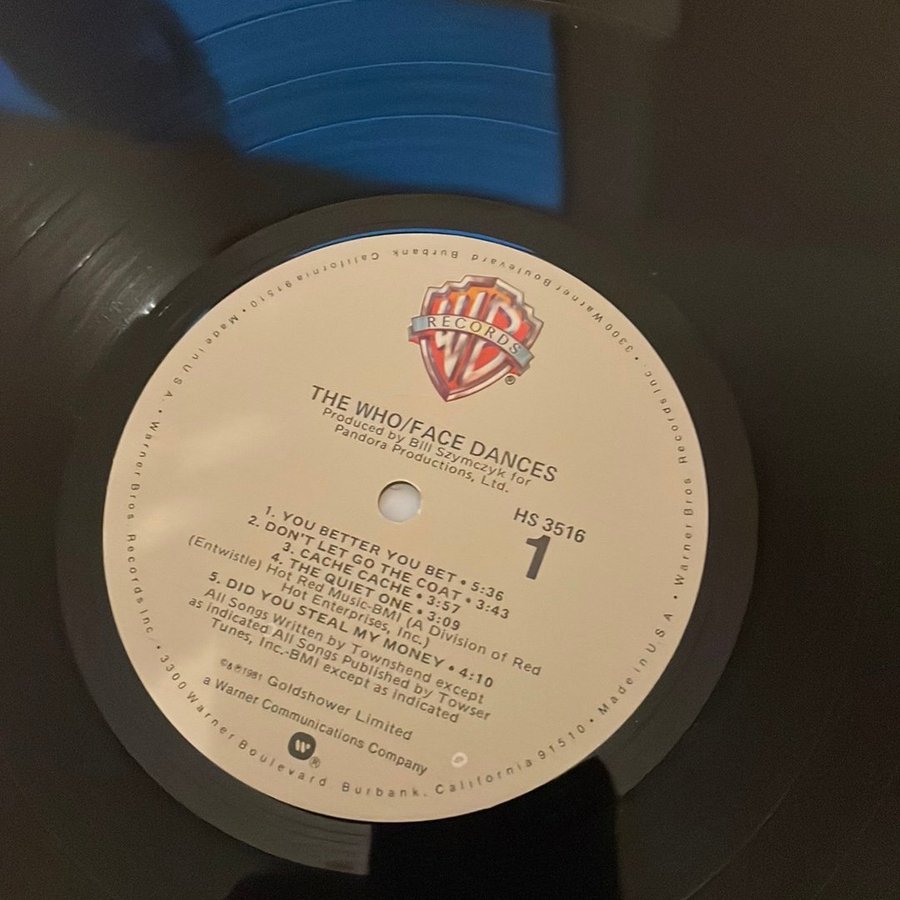 WB
RECORDS
®
THE WHO/FACE DANCES
Produced by Bill Szymczyk for
Pandora Productions, Ltd.
HS 3516
1
1. YOU BETTER YOU BET • 5:36
2. DON'T LET GO THE COAT • 3:43
3. CACHE CACHE • 3:57
4. THE QUIET ONE • 3:09
(Entwistle) Hot Red Music-BMI (A Division of Red
Hot Enterprises, Inc.)
5. DID YOU STEAL MY MONEY • 4:10
All Songs Written by Townshend except
as indicated All Songs Published by Towser
Tunes, Inc.-BMI except as indicated
©&℗1981 Goldshower Limited
a Warner Communications Company
®
3300 Warner Boulevard Burbank, California 91510 • Made in U.S.A. • Warner Bros. Records Inc. • 3300 Warner Boulevard Burbank, California 91510 • Made in U.S.A. • Warner Bros. Records Inc. •